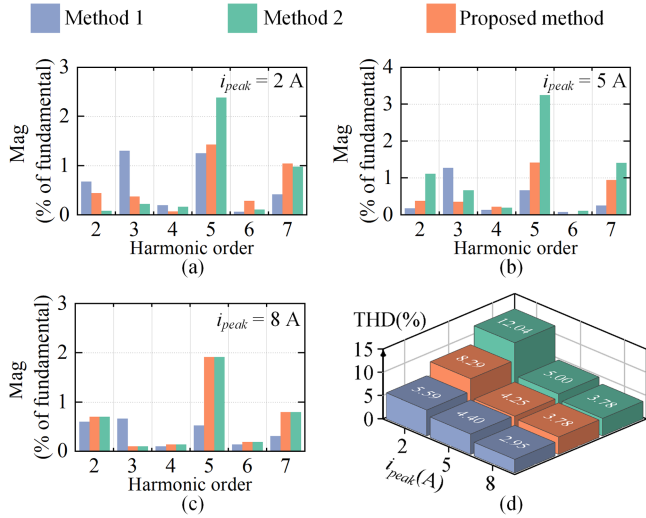 Method 1 Method 2 Proposed method
3
2
1
0
Mag
(% of fundamental)
i_peak = 2 A
2 3 4 5 6 7
Harmonic order
(a)
4
3
2
1
0
Mag
(% of fundamental)
i_peak = 5 A
2 3 4 5 6 7
Harmonic order
(b)
3
2
1
0
Mag
(% of fundamental)
i_peak = 8 A
2 3 4 5 6 7
Harmonic order
(c)
THD(%)
15
10
5
0
12.04
8.29
5.00
5.59
4.25
3.78
4.40
3.78
2.95
2
5
8
i_peak(A)
(d)